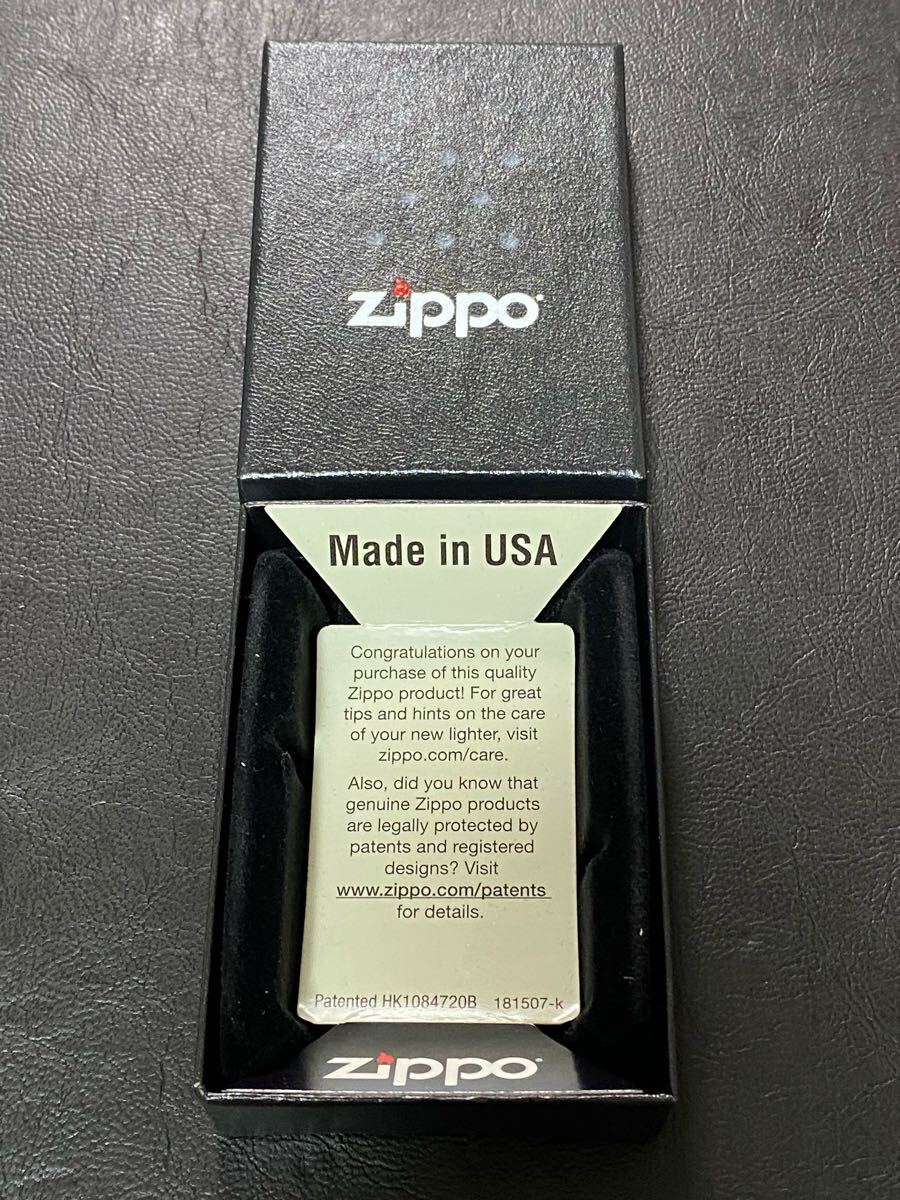 Zippo
Made in USA
Congratulations on your
purchase of this quality
Zippo product! For great
tips and hints on the care
of your new lighter, visit
zippo.com/care.
Also, did you know that
genuine Zippo products
are legally protected by
patents and registered
designs? Visit
www.zippo.com/patents
for details.
Patented HK1084720B 181507-k
Zippo